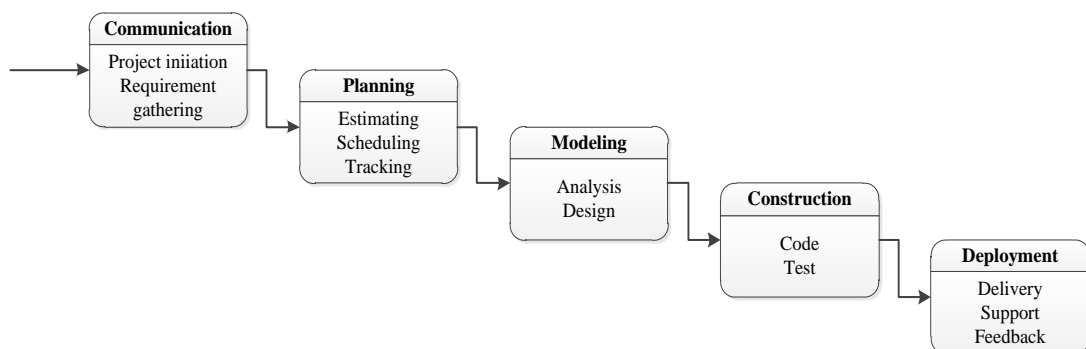 Communication
Project iniiation
Requirement
gathering
Planning
Estimating
Scheduling
Tracking
Modeling
Analysis
Design
Construction
Code
Test
Deployment
Delivery
Support
Feedback